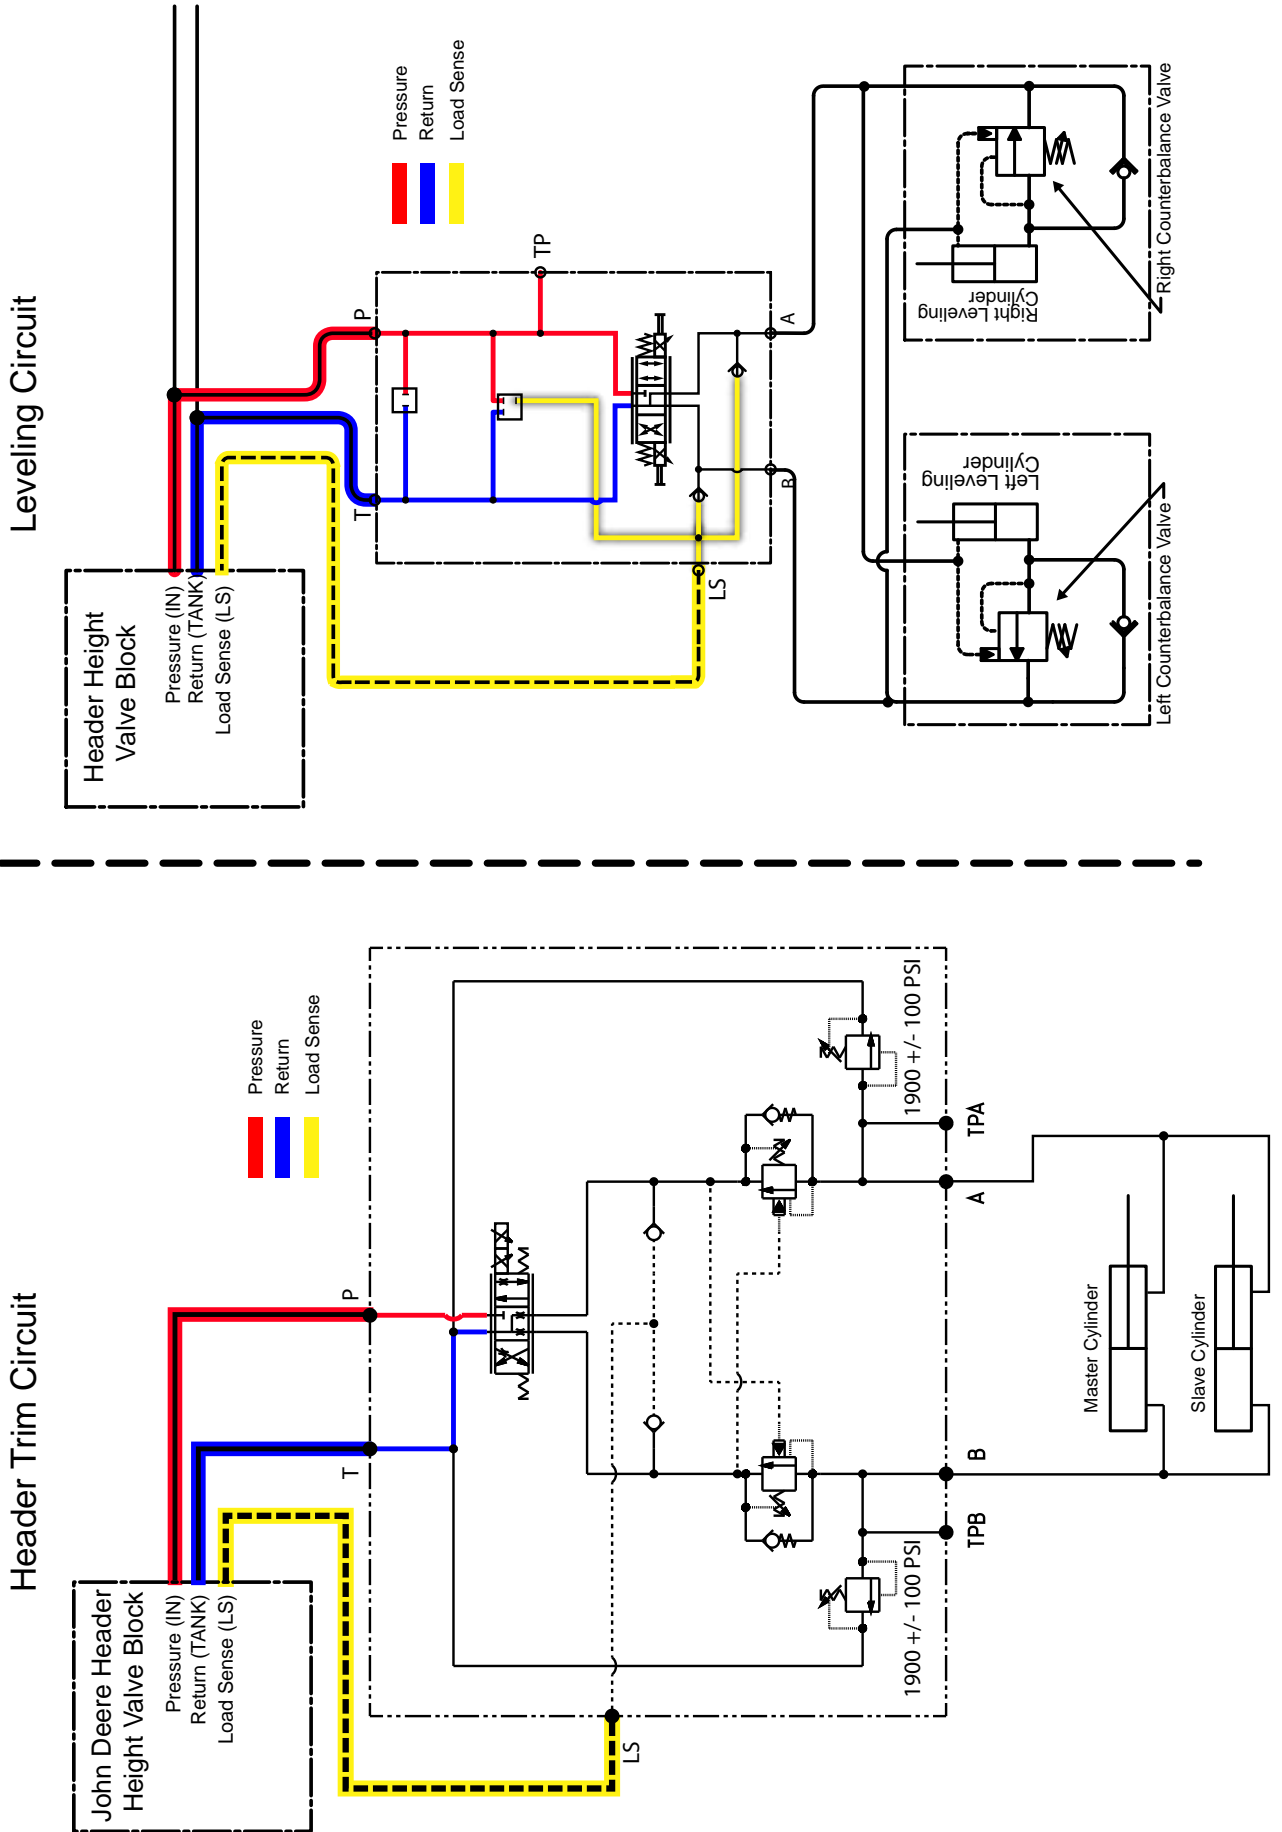 Header Trim Circuit
John Deere Header
Height Valve Block
Pressure (IN)
Return (TANK)
Load Sense (LS)
Pressure
Return
Load Sense
T
P
LS
1900 +/- 100 PSI
1900 +/- 100 PSI
TPB
B
A
TPA
Master Cylinder
Slave Cylinder
Leveling Circuit
Header Height
Valve Block
Pressure (IN)
Return (TANK)
Load Sense (LS)
Pressure
Return
Load Sense
T
P
TP
LS
B
A
Left Leveling
Cylinder
Left Counterbalance Valve
Right Leveling
Cylinder
Right Counterbalance Valve